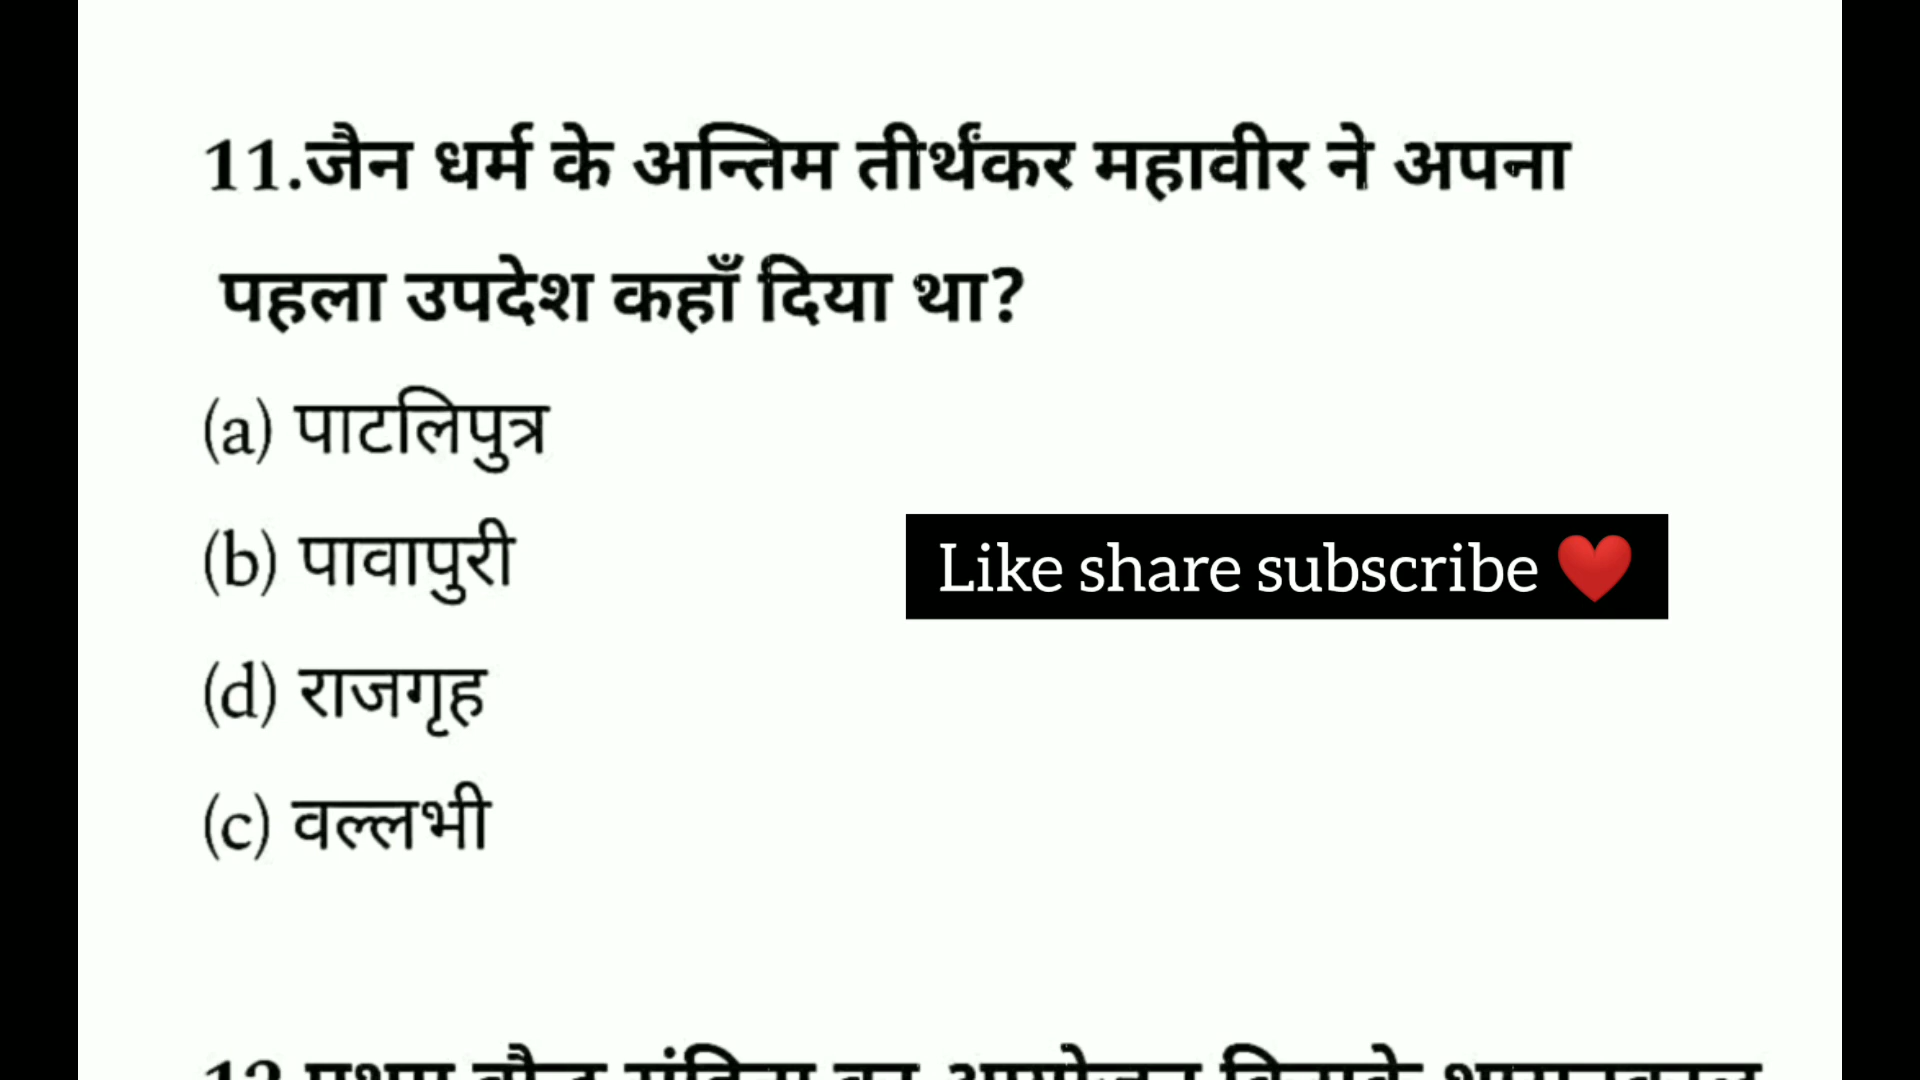 11.जैन धर्म के अन्तिम तीर्थंकर महावीर ने अपना
पहला उपदेश कहाँ दिया था?
(a) पाटलिपुत्र
(b) पावापुरी
Like share subscribe ❤️
(d) राजगृह
(c) वल्लभी